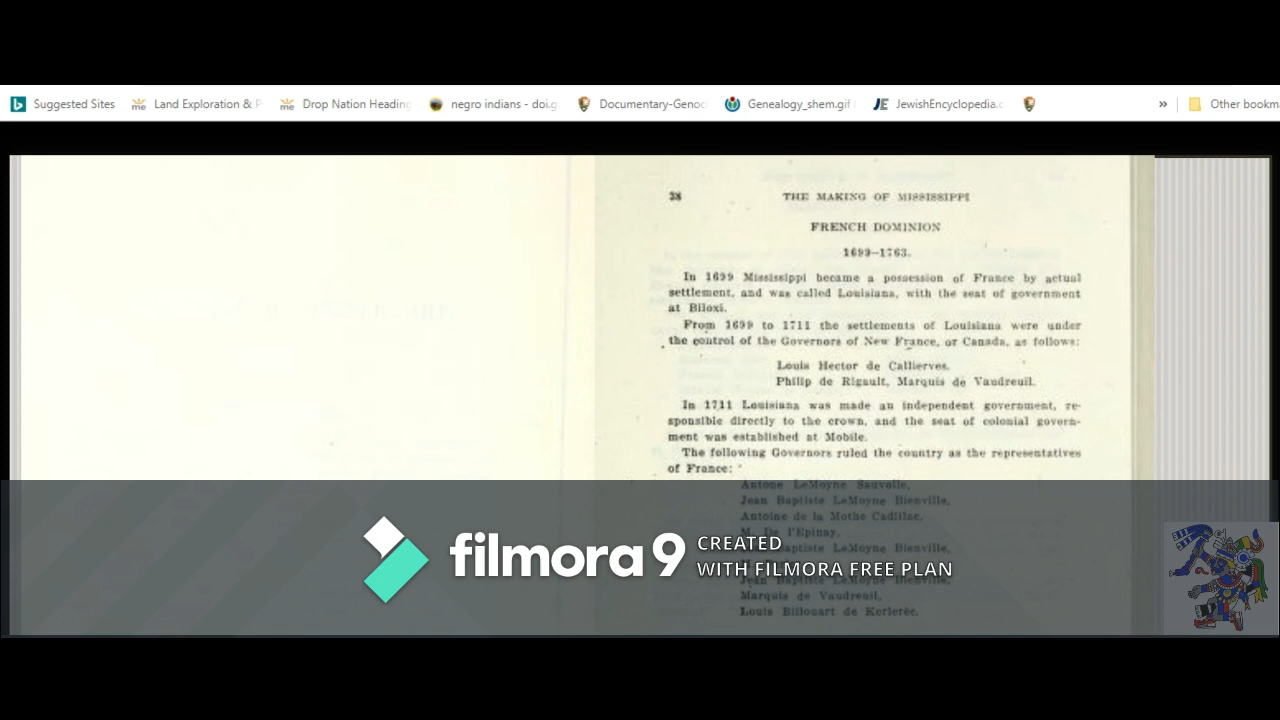 Suggested Sites
Land Exploration & P
Drop Nation Heading
negro indians - doi.g
Documentary-Genoc
Genealogy_shem.gif
JewishEncyclopedia.c
»
Other bookm
38 THE MAKING OF MISSISSIPPI
FRENCH DOMINION
1699–1763.
In 1699 Mississippi became a possession of France by actual
settlement, and was called Louisiana, with the seat of government
at Biloxi.
From 1699 to 1711 the settlements of Louisiana were under
the control of the Governors of New France, or Canada, as follows:
Louis Hector de Callierves.
Philip de Rigault, Marquis de Vaudreuil.
In 1711 Louisiana was made an independent government, re-
sponsible directly to the crown, and the seat of colonial govern-
ment was established at Mobile.
The following Governors ruled the country as the representatives
of France:
Antone LeMoyne Sauvolle,
Jean Baptiste LeMoyne Bienville,
Antoine de la Mothe Cadillac,
M. De l'Epinay,
Baptiste LeMoyne Bienville,
Jean Baptiste LeMoyne Bienville,
Marquis de Vaudreuil,
Louis Billouart de Kerlerèc.
filmora 9 CREATED
WITH FILMORA FREE PLAN